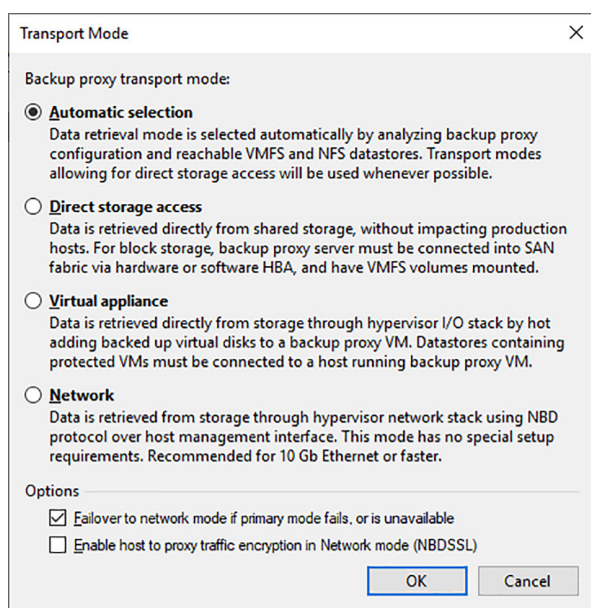 Transport Mode
Backup proxy transport mode:
Automatic selection
Data retrieval mode is selected automatically by analyzing backup proxy
configuration and reachable VMFS and NFS datastores. Transport modes
allowing for direct storage access will be used whenever possible.
Direct storage access
Data is retrieved directly from shared storage, without impacting production
hosts. For block storage, backup proxy server must be connected into SAN
fabric via hardware or software HBA, and have VMFS volumes mounted.
Virtual appliance
Data is retrieved directly from storage through hypervisor I/O stack by hot
adding backed up virtual disks to a backup proxy VM. Datastores containing
protected VMs must be connected to a host running backup proxy VM.
Network
Data is retrieved from storage through hypervisor network stack using NBD
protocol over host management interface. This mode has no special setup
requirements. Recommended for 10 Gb Ethernet or faster.
Options
Failover to network mode if primary mode fails, or is unavailable
Enable host to proxy traffic encryption in Network mode (NBDSSL)
OK Cancel